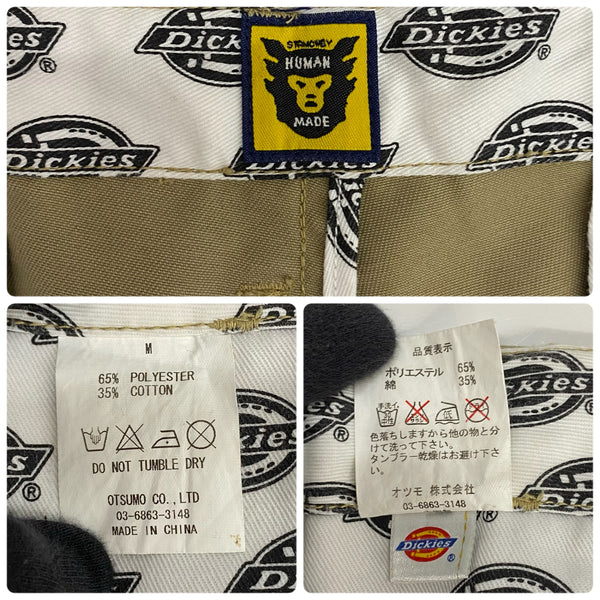 Dickies
®
Dickies
STRMCWBY
HUMAN
MADE
Dickies
Dickies
Dickies
M
65% POLYESTER
35% COTTON
DO NOT TUMBLE DRY
OTSUMO CO., LTD
03-6863-3148
MADE IN CHINA
®
品質表示
ポリエステル 65%
綿 35%
手洗イ
色落ちしますから他の物と分
けて洗って下さい。
タンブラー乾燥はお避け下さ
い。
オツモ 株式会社
03-6863-3148
Dickies
Dickies
®